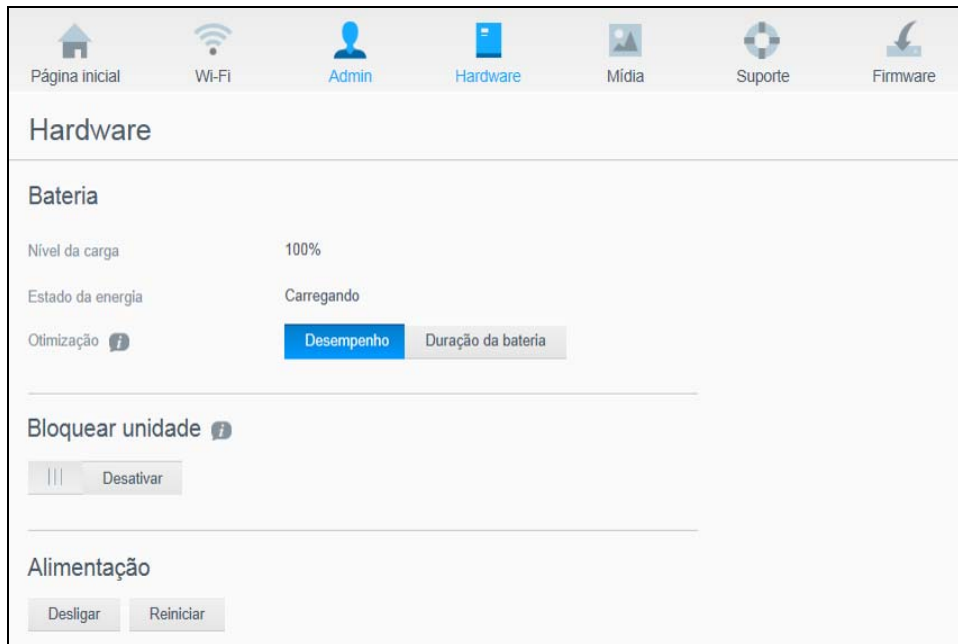 Página inicial Wi-Fi Admin Hardware Mídia Suporte Firmware
Hardware
Bateria
Nível da carga 100%
Estado da energia Carregando
Otimização i Desempenho Duração da bateria
Bloquear unidade i
Desativar
Alimentação
Desligar Reiniciar